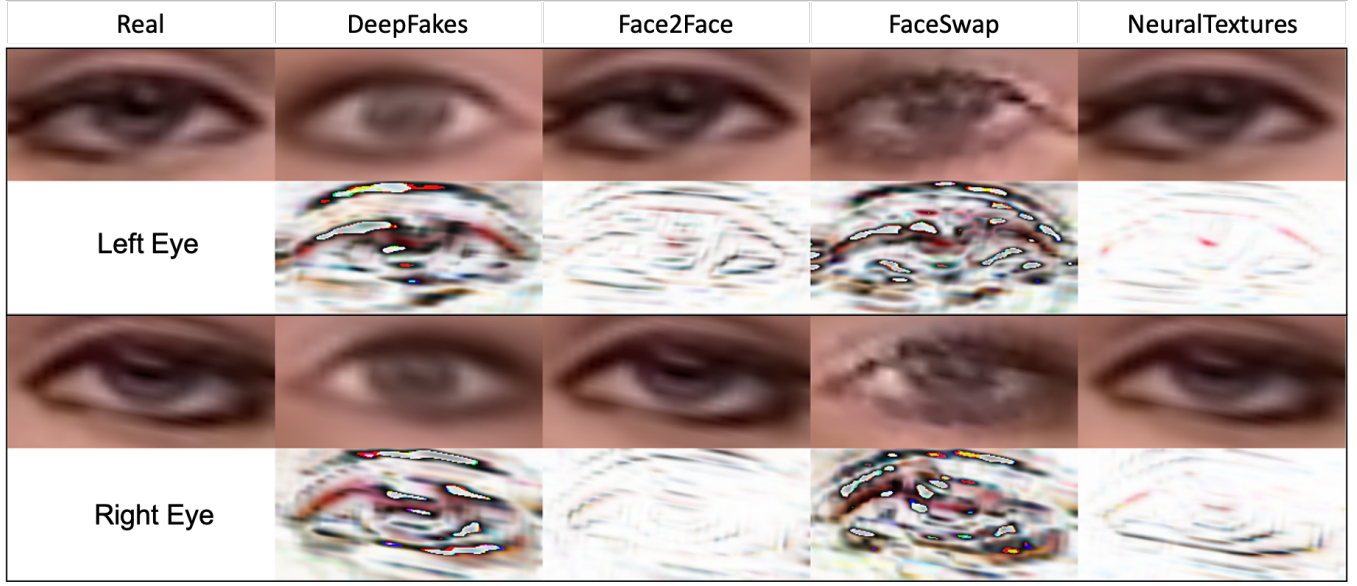 Real
DeepFakes
Face2Face
FaceSwap
NeuralTextures
Left Eye
Right Eye